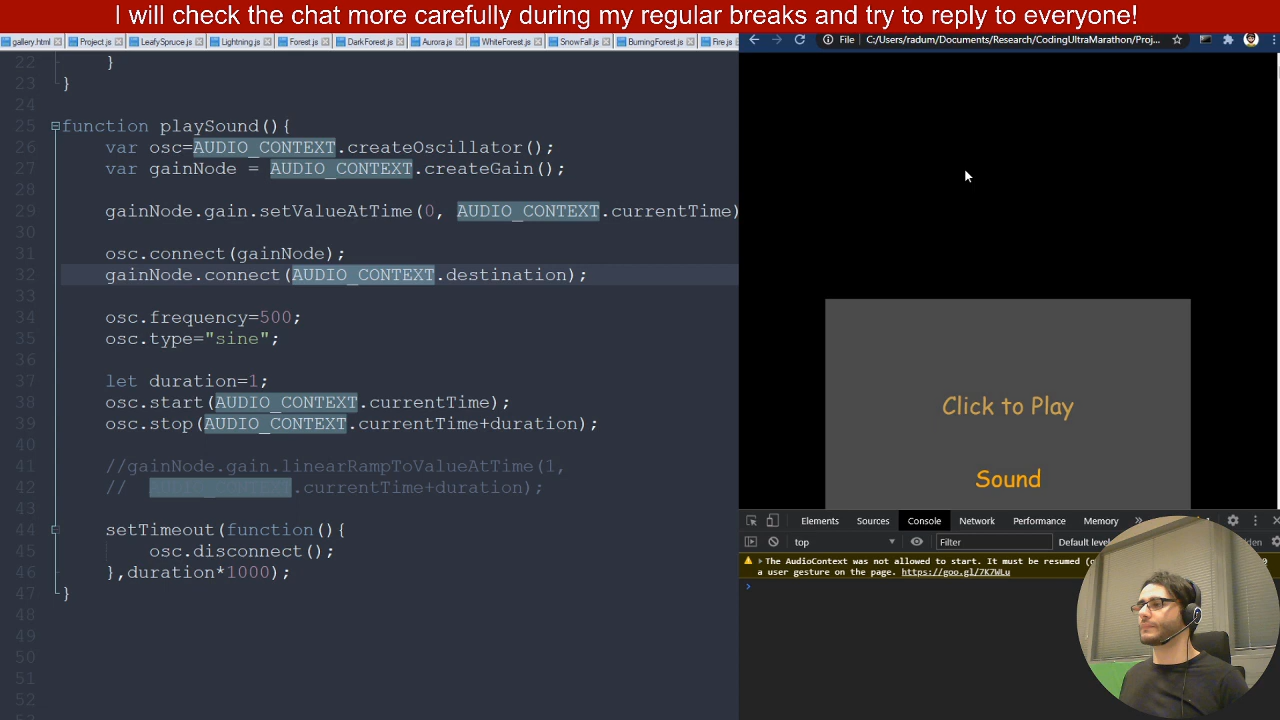 I will check the chat more carefully during my regular breaks and try to reply to everyone!
gallery.html Project.js LeafySpruce.js Lightning.js Forest.js DarkForest.js Aurora.js WhiteForest.js SnowFall.js BurningForest.js Fire.js
File C:/Users/radum/Documents/Research/CodingUltraMarathon/Proj...
22 }
23 }
24
25 function playSound(){
26 var osc=AUDIO_CONTEXT.createOscillator();
27 var gainNode = AUDIO_CONTEXT.createGain();
28
29 gainNode.gain.setValueAtTime(0, AUDIO_CONTEXT.currentTime)
30
31 osc.connect(gainNode);
32 gainNode.connect(AUDIO_CONTEXT.destination);
33
34 osc.frequency=500;
35 osc.type="sine";
36
37 let duration=1;
38 osc.start(AUDIO_CONTEXT.currentTime);
39 osc.stop(AUDIO_CONTEXT.currentTime+duration);
40
41 //gainNode.gain.linearRampToValueAtTime(1,
42 // AUDIO_CONTEXT.currentTime+duration);
43
44 setTimeout(function(){
45 osc.disconnect();
46 },duration*1000);
47 }
48
49
50
51
52
Click to Play
Sound
Elements Sources Console Network Performance Memory »
top Filter Default leve
The AudioContext was not allowed to start. It must be resumed (
a user gesture on the page. https://goo.gl/7K7WLu